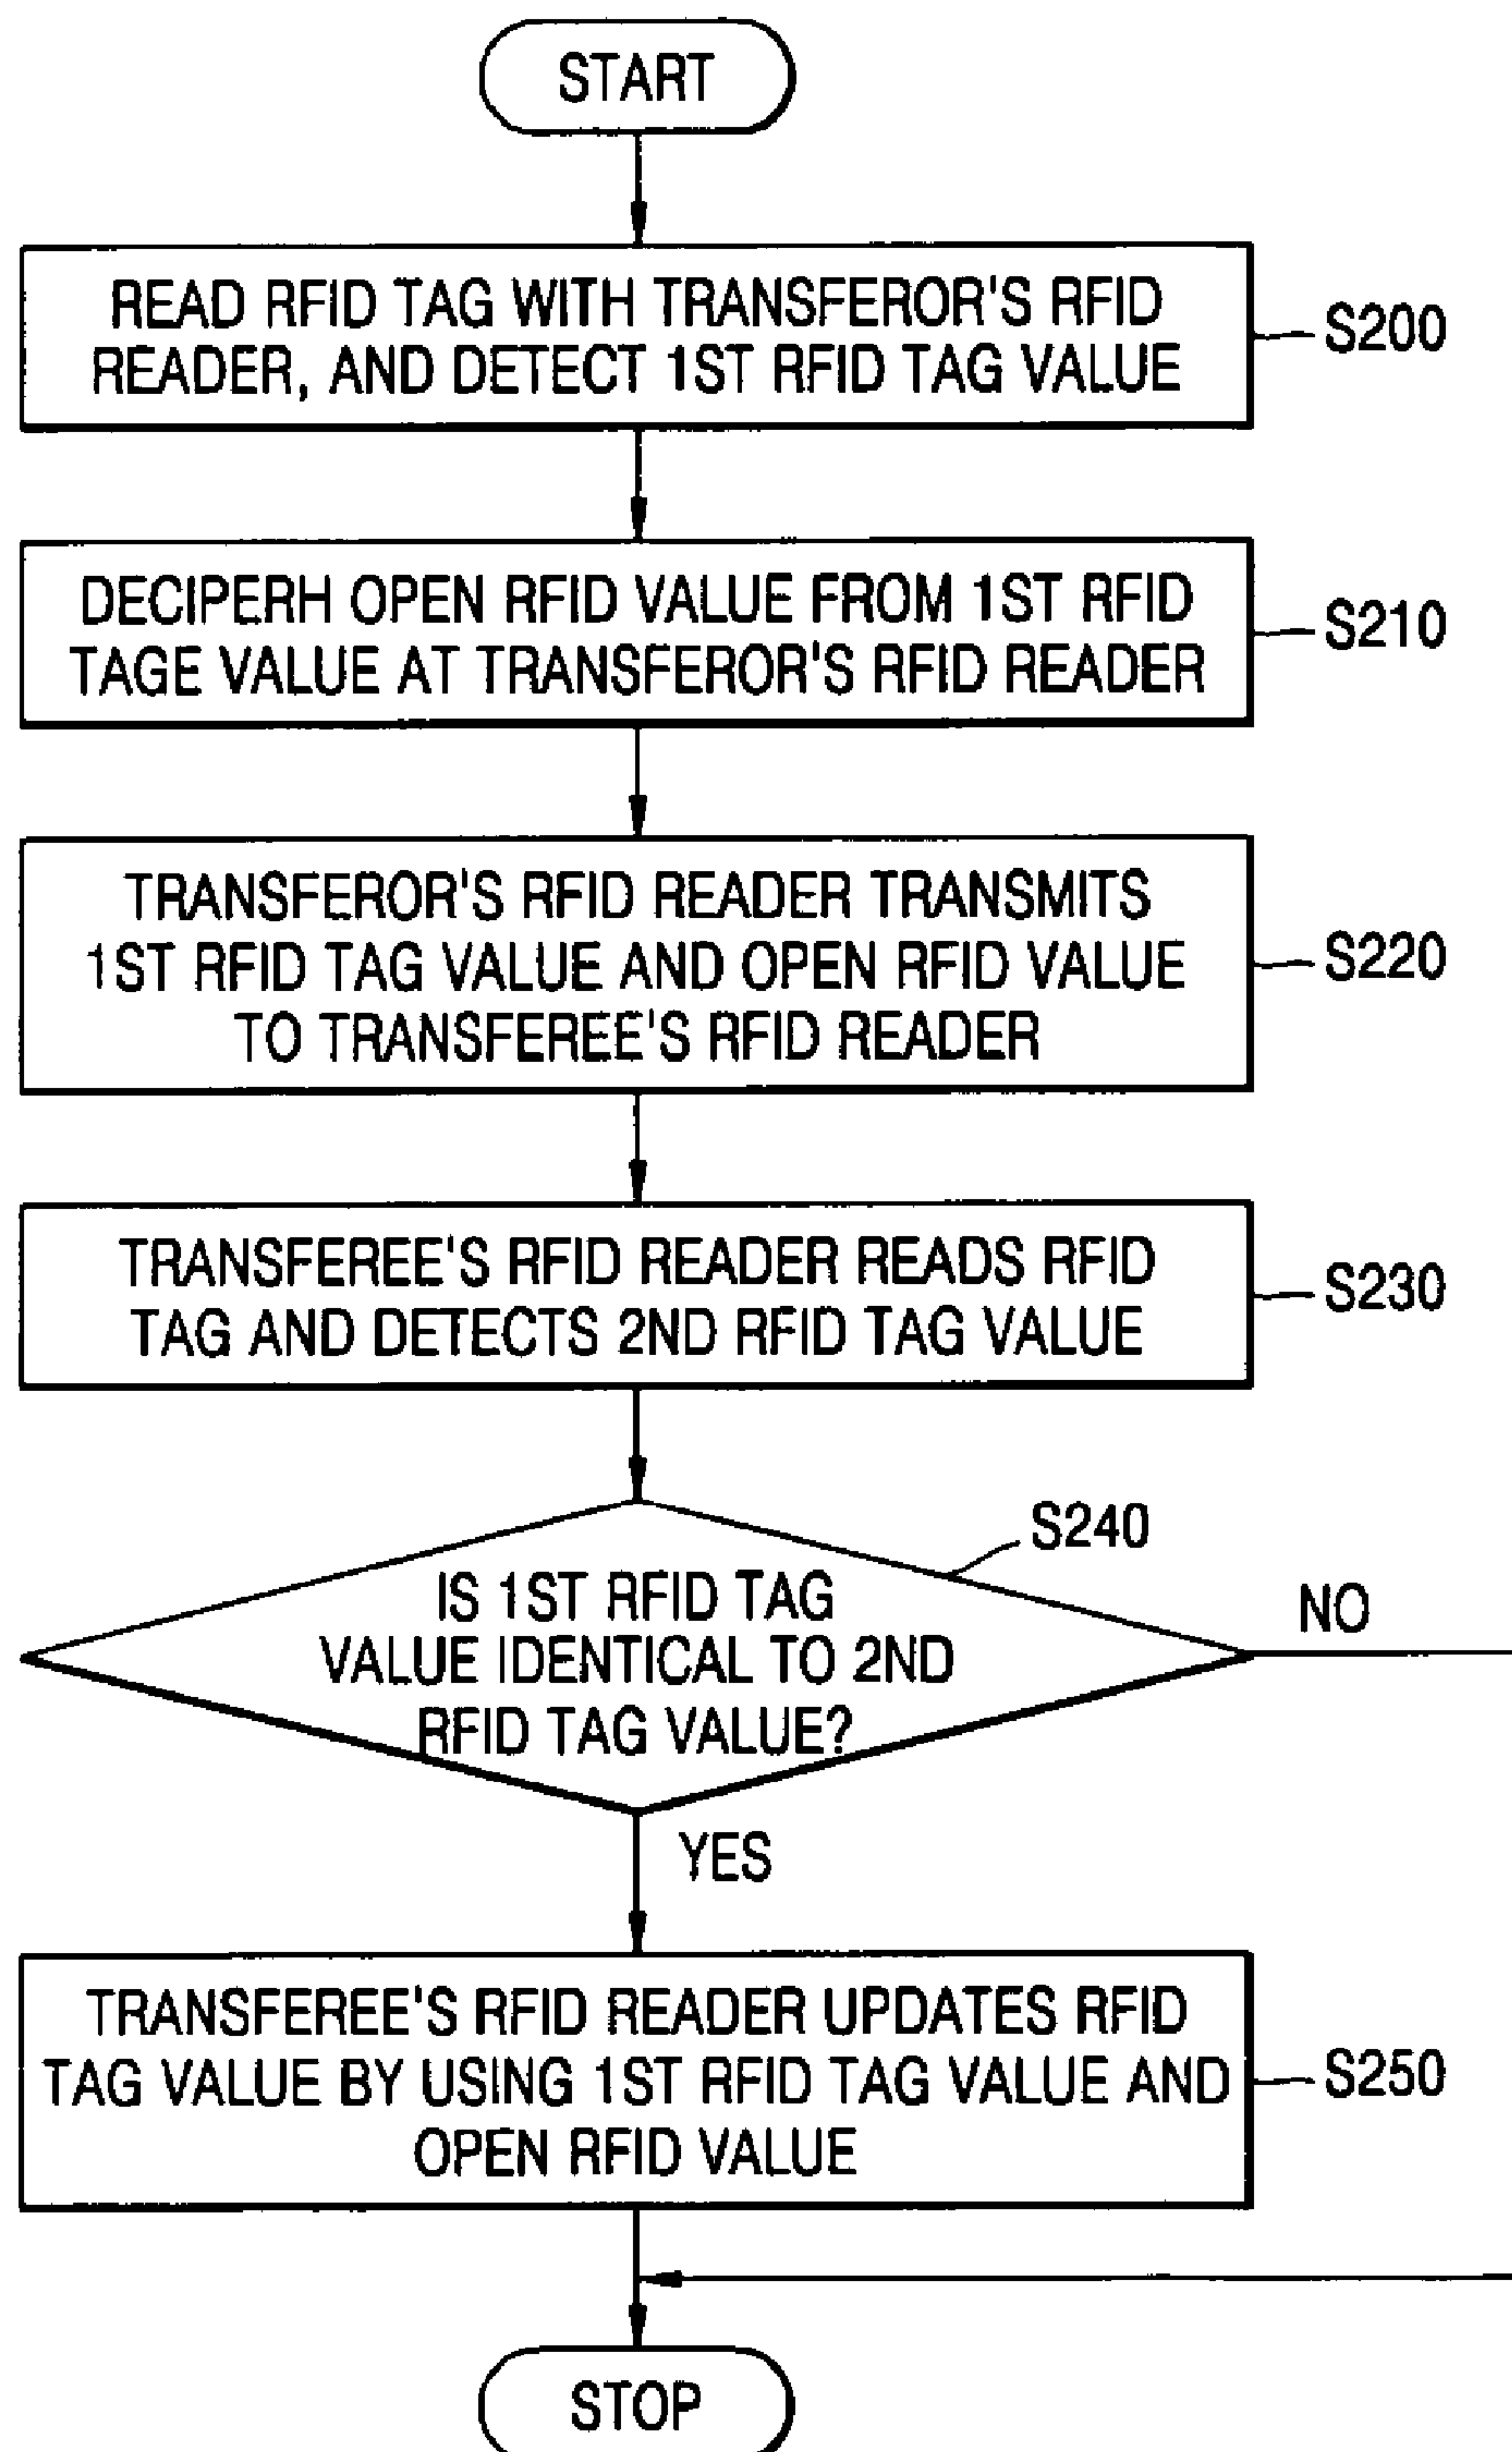 START
READ RFID TAG WITH TRANSFEROR'S RFID
READER, AND DETECT 1ST RFID TAG VALUE
S200
DECIPERH OPEN RFID VALUE FROM 1ST RFID
TAGE VALUE AT TRANSFEROR'S RFID READER
S210
TRANSFEROR'S RFID READER TRANSMITS
1ST RFID TAG VALUE AND OPEN RFID VALUE
TO TRANSFEREE'S RFID READER
S220
TRANSFEREE'S RFID READER READS RFID
TAG AND DETECTS 2ND RFID TAG VALUE
S230
S240
IS 1ST RFID TAG
VALUE IDENTICAL TO 2ND
RFID TAG VALUE?
NO
YES
TRANSFEREE'S RFID READER UPDATES RFID
TAG VALUE BY USING 1ST RFID TAG VALUE AND
OPEN RFID VALUE
S250
STOP